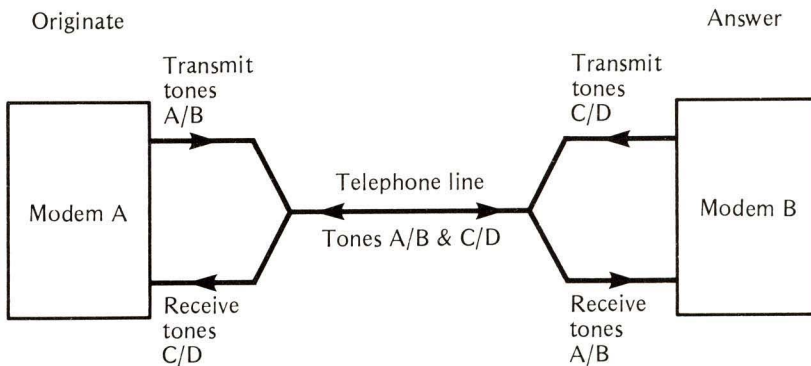 Originate
Answer
Transmit
tones
A/B
Transmit
tones
C/D
Modem A
Telephone line
Tones A/B & C/D
Modem B
Receive
tones
C/D
Receive
tones
A/B